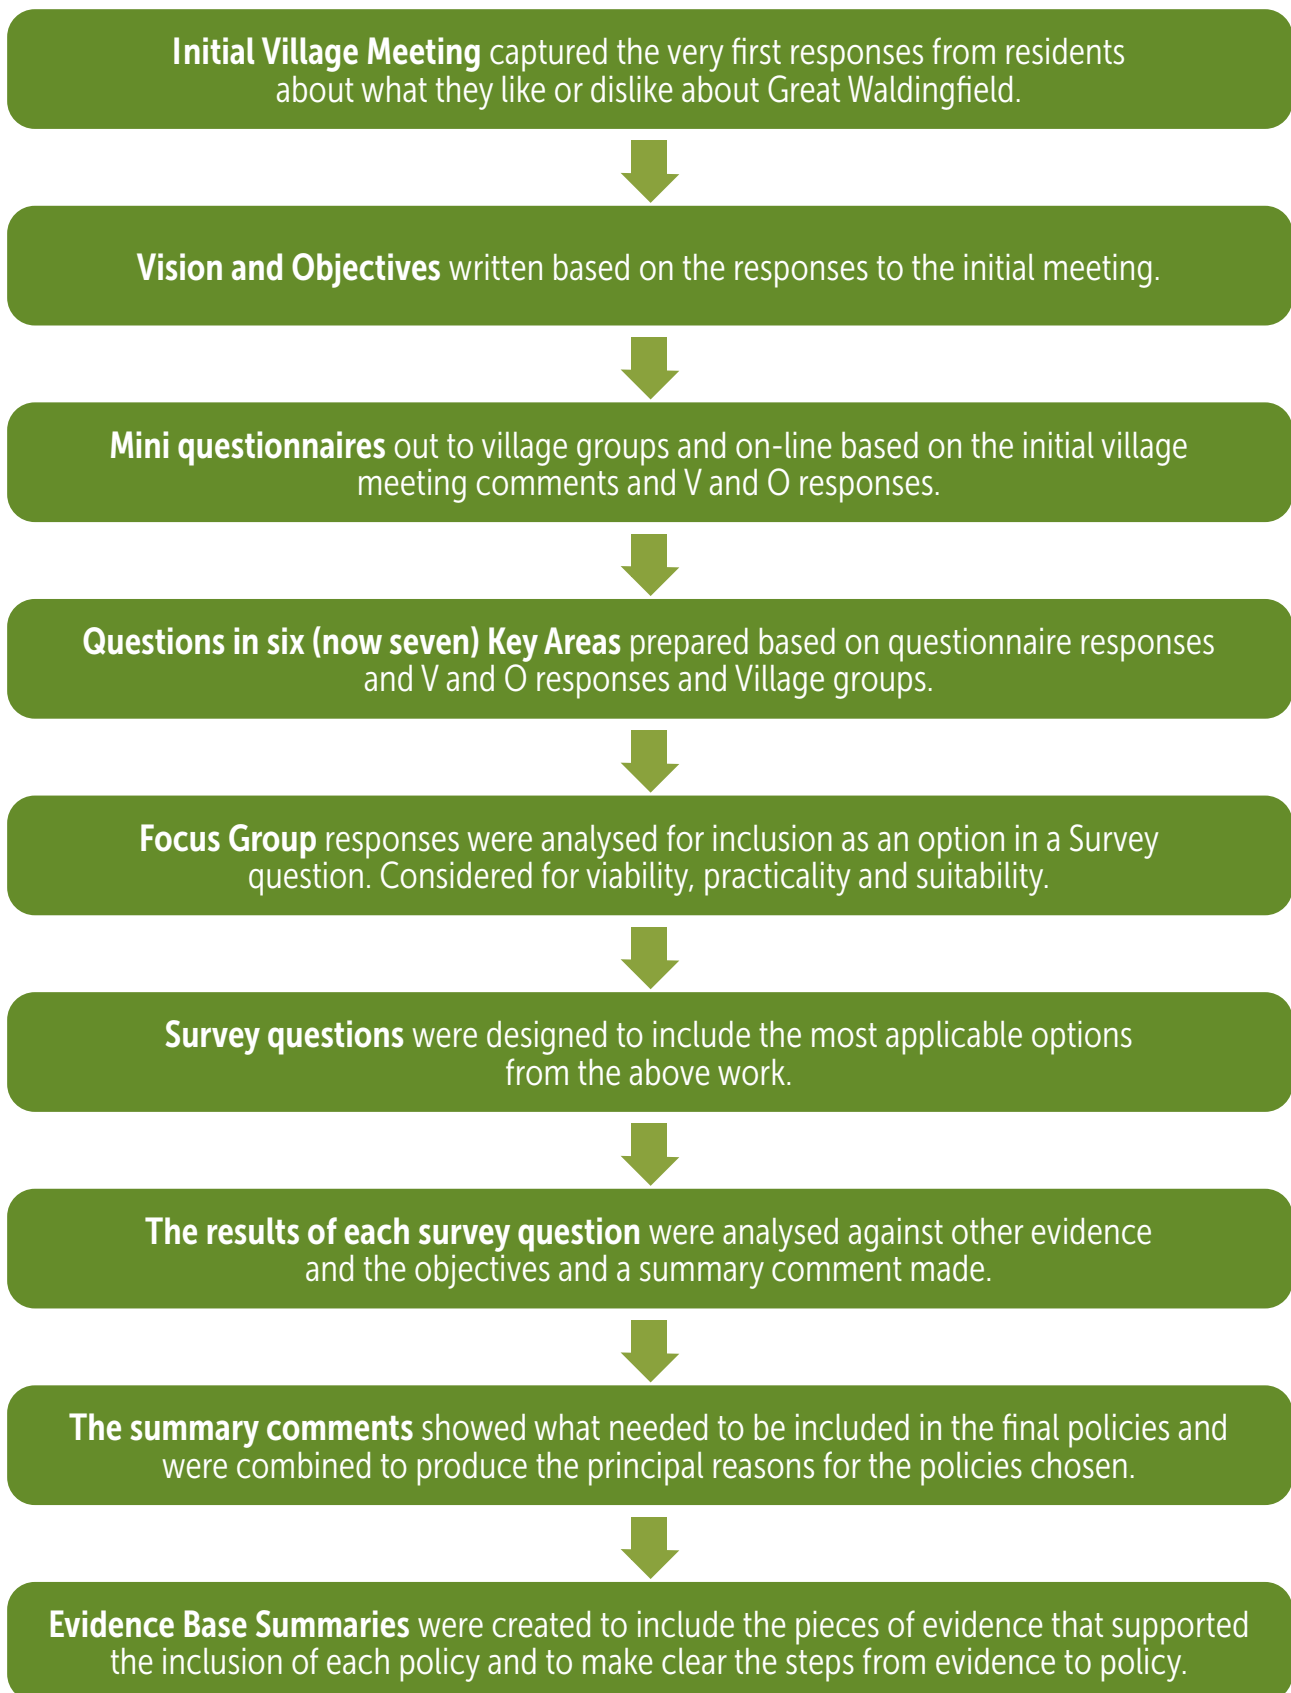 Initial Village Meeting captured the very first responses from residents
about what they like or dislike about Great Waldingfield.
Vision and Objectives written based on the responses to the initial meeting.
Mini questionnaires out to village groups and on-line based on the initial village
meeting comments and V and O responses.
Questions in six (now seven) Key Areas prepared based on questionnaire responses
and V and O responses and Village groups.
Focus Group responses were analysed for inclusion as an option in a Survey
question. Considered for viability, practicality and suitability.
Survey questions were designed to include the most applicable options
from the above work.
The results of each survey question were analysed against other evidence
and the objectives and a summary comment made.
The summary comments showed what needed to be included in the final policies and
were combined to produce the principal reasons for the policies chosen.
Evidence Base Summaries were created to include the pieces of evidence that supported
the inclusion of each policy and to make clear the steps from evidence to policy.